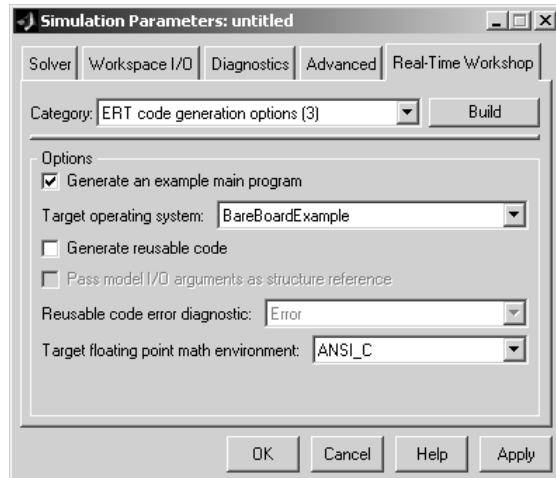 Simulation Parameters: untitled
Solver Workspace I/O Diagnostics Advanced Real-Time Workshop
Category: ERT code generation options (3) Build
Options
Generate an example main program
Target operating system: BareBoardExample
Generate reusable code
Pass model I/O arguments as structure reference
Reusable code error diagnostic: Error
Target floating point math environment: ANSI_C
OK Cancel Help Apply